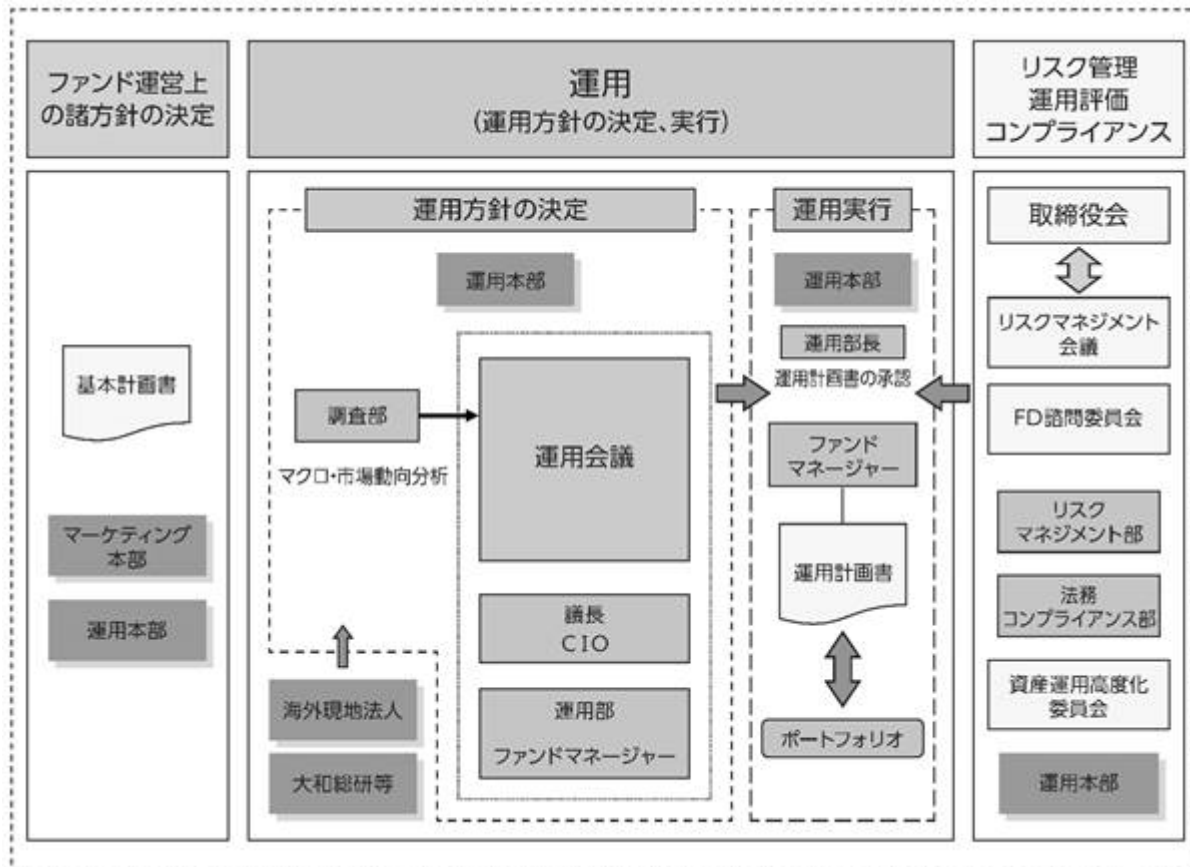 ファンド運営上
の諸方針の決定
運用
(運用方針の決定、実行)
リスク管理
運用評価
コンプライアンス
基本計画書
マーケティング
本部
運用本部
運用方針の決定
運用本部
調査部
マクロ・市場動向分析
運用会議
議長
CIO
運用部
ファンドマネージャー
海外現地法人
大和総研等
運用実行
運用本部
運用部長
運用計画書の承認
ファンド
マネージャー
運用計画書
ポートフォリオ
取締役会
リスクマネジメント
会議
FD諮問委員会
リスク
マネジメント部
法務
コンプライアンス部
資産運用高度化
委員会
運用本部